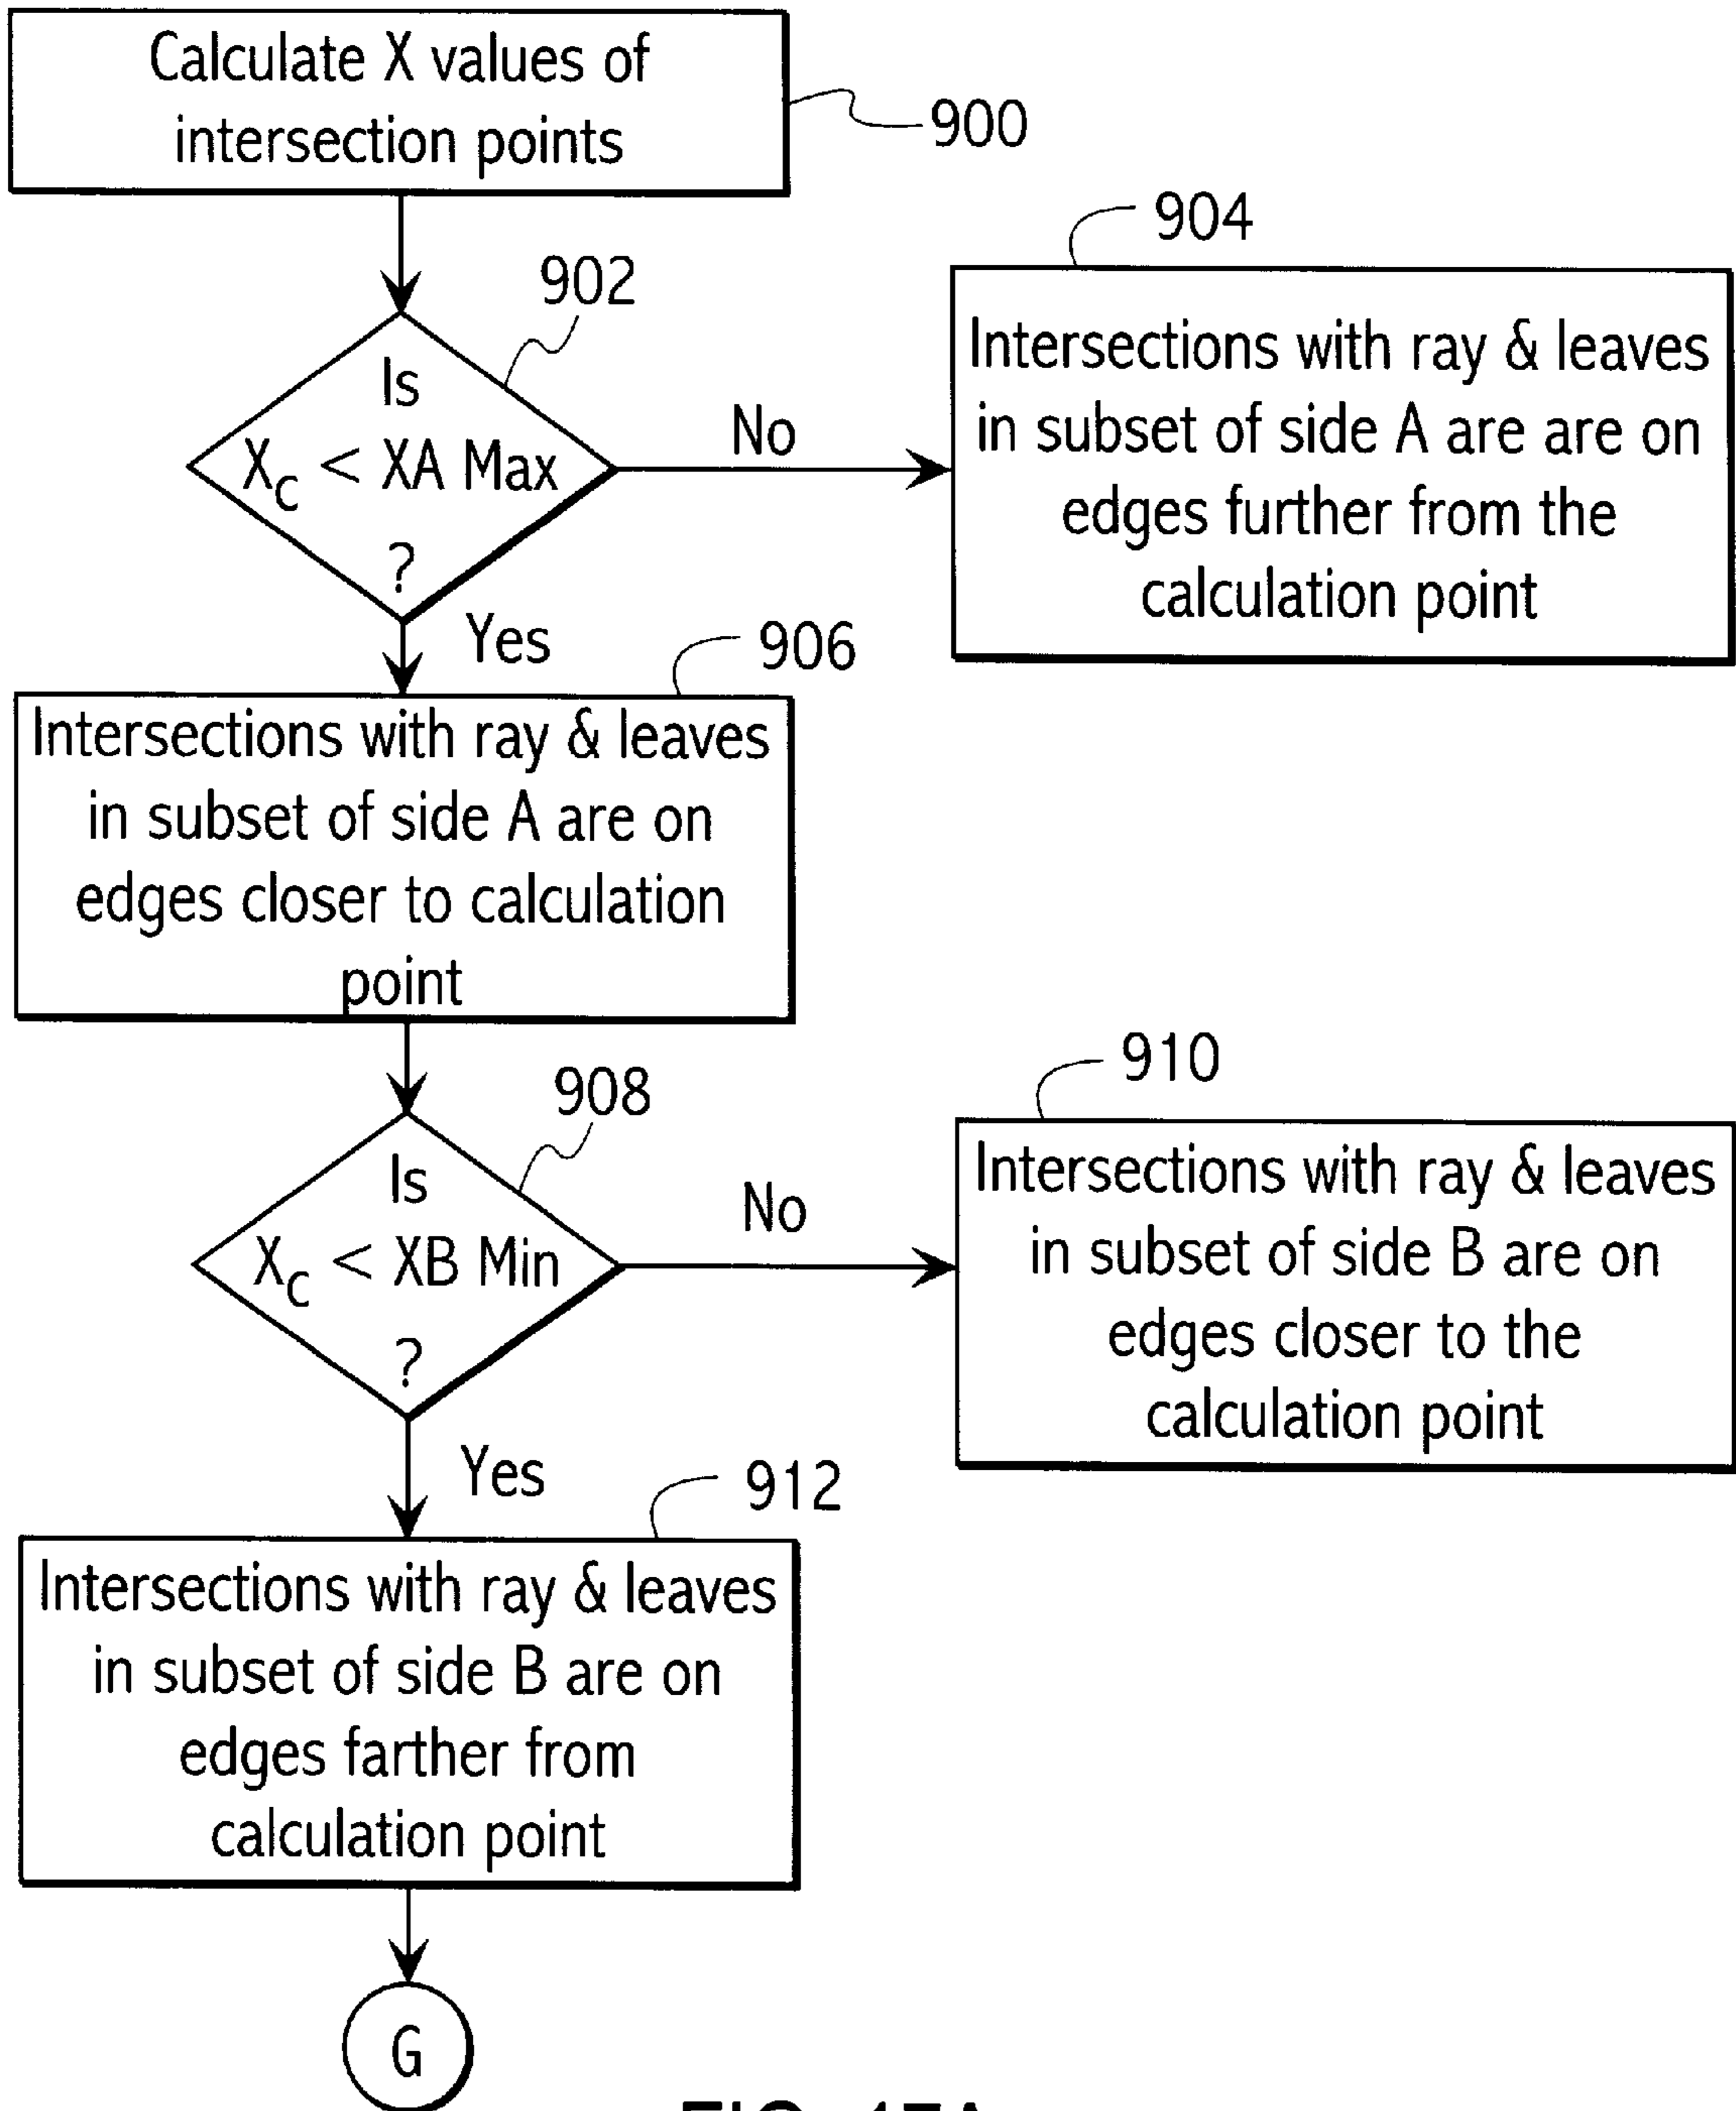 Calculate X values of
intersection points
900
902
Is
XC < XA Max
?
No
904
Intersections with ray & leaves
in subset of side A are are on
edges further from the
calculation point
Yes
906
Intersections with ray & leaves
in subset of side A are on
edges closer to calculation
point
908
Is
XC < XB Min
?
No
910
Intersections with ray & leaves
in subset of side B are on
edges closer to the
calculation point
Yes
912
Intersections with ray & leaves
in subset of side B are on
edges farther from
calculation point
G